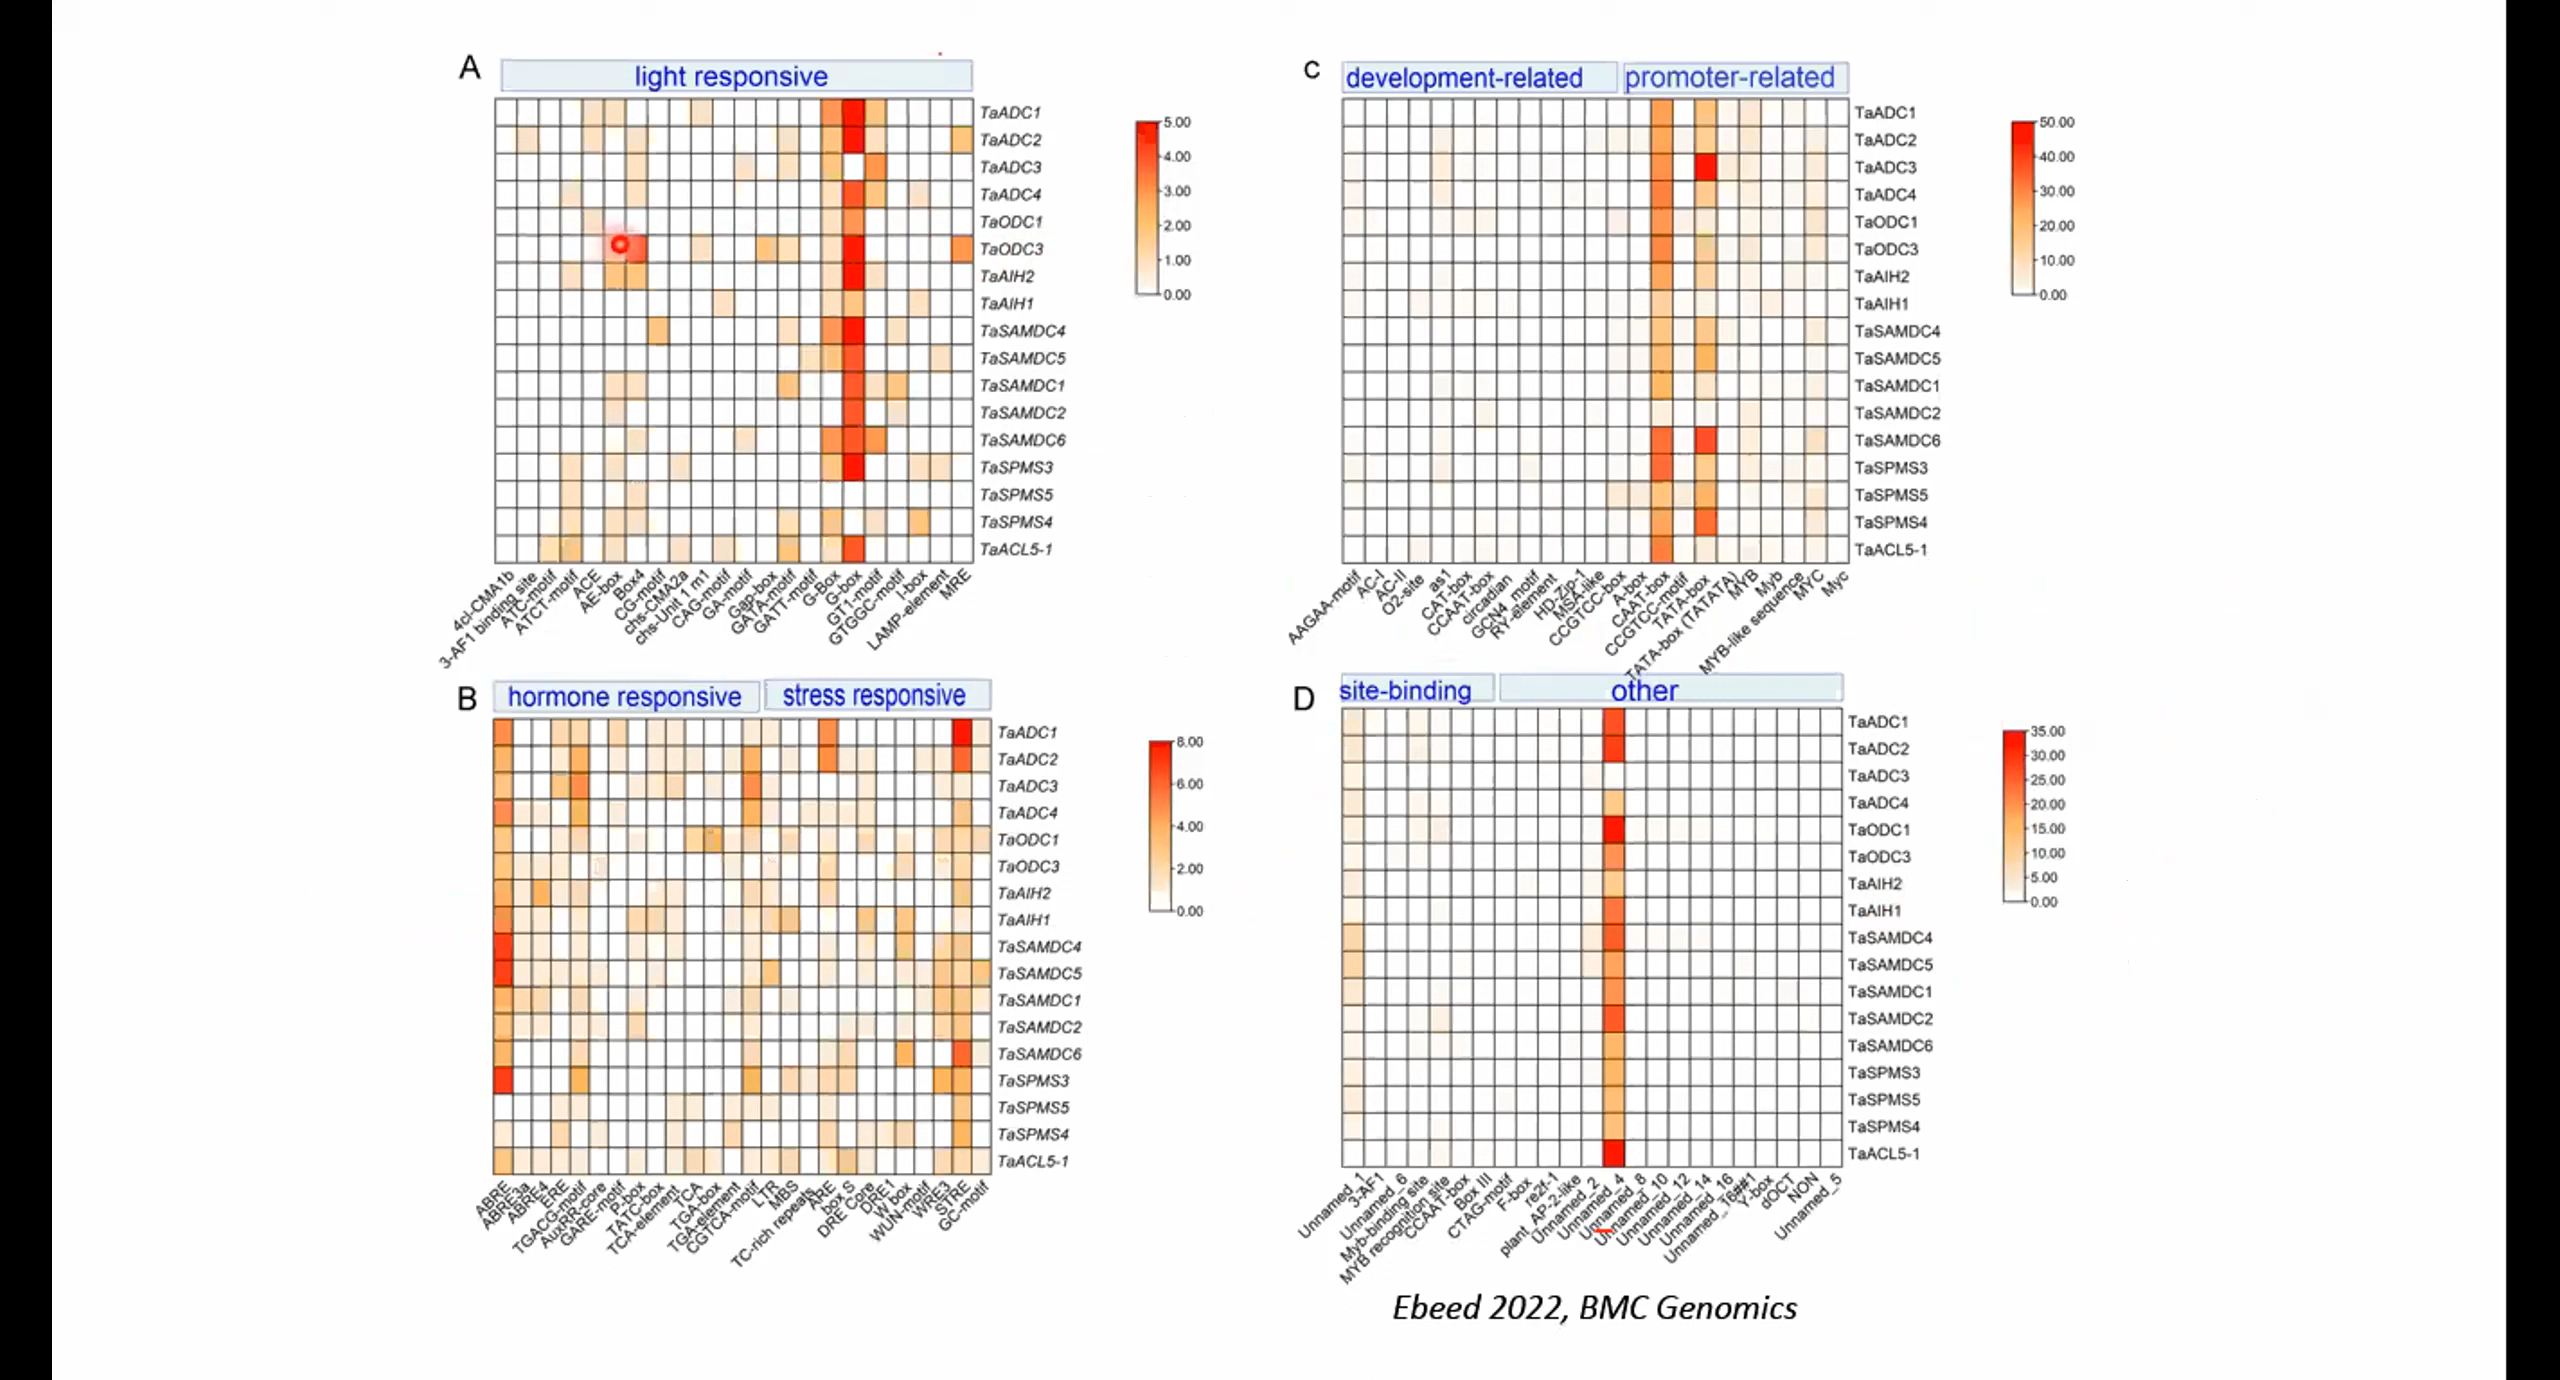 A
light responsive
TaADC1
TaADC2
TaADC3
TaADC4
TaODC1
TaODC3
TaAIH2
TaAIH1
TaSAMDC4
TaSAMDC5
TaSAMDC1
TaSAMDC2
TaSAMDC6
TaSPMS3
TaSPMS5
TaSPMS4
TaACL5-1
5.00
4.00
3.00
2.00
1.00
0.00
4cl-CMA1b
3-AF1 binding site
ATC-motif
ATCT-motif
ACE
AE-box
Box4
CG-motif
chs-CMA2a
chs-Unit 1 m1
CAG-motif
GA-motif
Gap-box
GATA-motif
GATT-motif
G-Box
G-box
GT1-motif
GTGGC-motif
I-box
LAMP-element
MRE
B
hormone responsive
stress responsive
TaADC1
TaADC2
TaADC3
TaADC4
TaODC1
TaODC3
TaAIH2
TaAIH1
TaSAMDC4
TaSAMDC5
TaSAMDC1
TaSAMDC2
TaSAMDC6
TaSPMS3
TaSPMS5
TaSPMS4
TaACL5-1
8.00
6.00
4.00
2.00
0.00
ABRE
ABRE3a
ABRE4
ERE
TGACG-motif
AuxRR-core
GARE-motif
P-box
TATC-box
TCA-element
TCA
TGA-box
TGA-element
CGTCA-motif
LTR
MBS
TC-rich repeats
ARE
box S
DRE Core
DRE1
W box
WUN-motif
WRE3
STRE
GC-motif
C
development-related
promoter-related
TaADC1
TaADC2
TaADC3
TaADC4
TaODC1
TaODC3
TaAIH2
TaAIH1
TaSAMDC4
TaSAMDC5
TaSAMDC1
TaSAMDC2
TaSAMDC6
TaSPMS3
TaSPMS5
TaSPMS4
TaACL5-1
50.00
40.00
30.00
20.00
10.00
0.00
AAGAA-motif
AC-I
AC-II
O2-site
as1
CAT-box
CCAAT-box
circadian
GCN4_motif
RY-element
HD-Zip-1
MSA-like
CCGTCC-box
A-box
CAAT-box
CCGTCC-motif
TATA-box
TATA-box (TATATATA)
MYB
Myb
MYB-like sequence
MYC
Myc
D
site-binding
other
TaADC1
TaADC2
TaADC3
TaADC4
TaODC1
TaODC3
TaAIH2
TaAIH1
TaSAMDC4
TaSAMDC5
TaSAMDC1
TaSAMDC2
TaSAMDC6
TaSPMS3
TaSPMS5
TaSPMS4
TaACL5-1
35.00
30.00
25.00
20.00
15.00
10.00
5.00
0.00
Unnamed_1
3-AF1
Unnamed_6
Myb-binding site
MYB recognition site
CCAAT-box
Box III
CTAG-motif
F-box
re2f-1
plant_AP-2-like
Unnamed_2
Unnamed_4
Unnamed_8
Unnamed_10
Unnamed_12
Unnamed_14
Unnamed_16
Unnamed_16##1
Y-box
dOCT
NON
Unnamed_5
Ebeed 2022, BMC Genomics